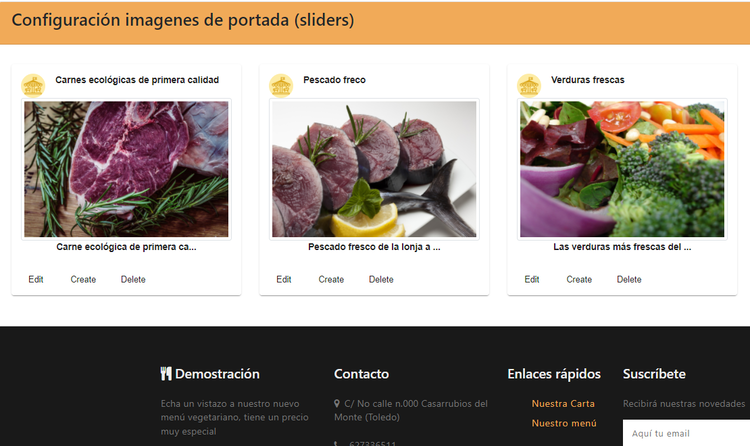 Configuración imagenes de portada (sliders)
Carnes ecológicas de primera calidad
Carne ecológica de primera ca...
Edit Create Delete
Pescado freco
Pescado fresco de la lonja a ...
Edit Create Delete
Verduras frescas
Las verduras más frescas del ...
Edit Create Delete
Demostración
Echa un vistazo a nuestro nuevo
menú vegetariano, tiene un precio
muy especial
Contacto
C/ No calle n.000 Casarrubios del
Monte (Toledo)
627336511
Enlaces rápidos
Nuestra Carta
Nuestro menú
Suscríbete
Recibirá nuestras novedades
Aquí tu email